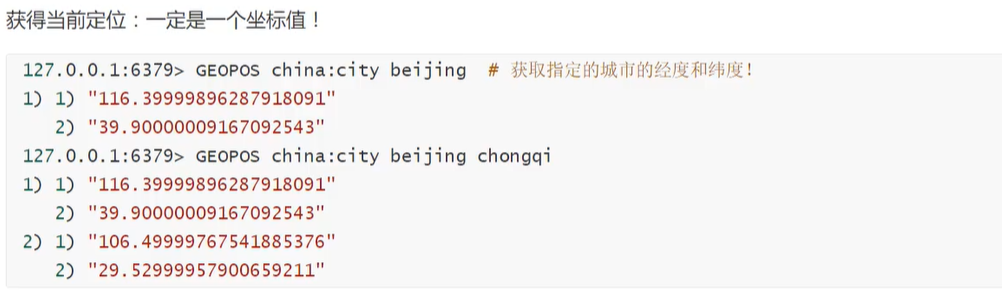 获得当前定位：一定是一个坐标值！
127.0.0.1:6379> GEOPOS china:city beijing  # 获取指定的城市的经度和纬度！
1) 1) "116.39999896287918091"
   2) "39.90000009167092543"
127.0.0.1:6379> GEOPOS china:city beijing chongqi
1) 1) "116.39999896287918091"
   2) "39.90000009167092543"
2) 1) "106.49999767541885376"
   2) "29.52999957900659211"